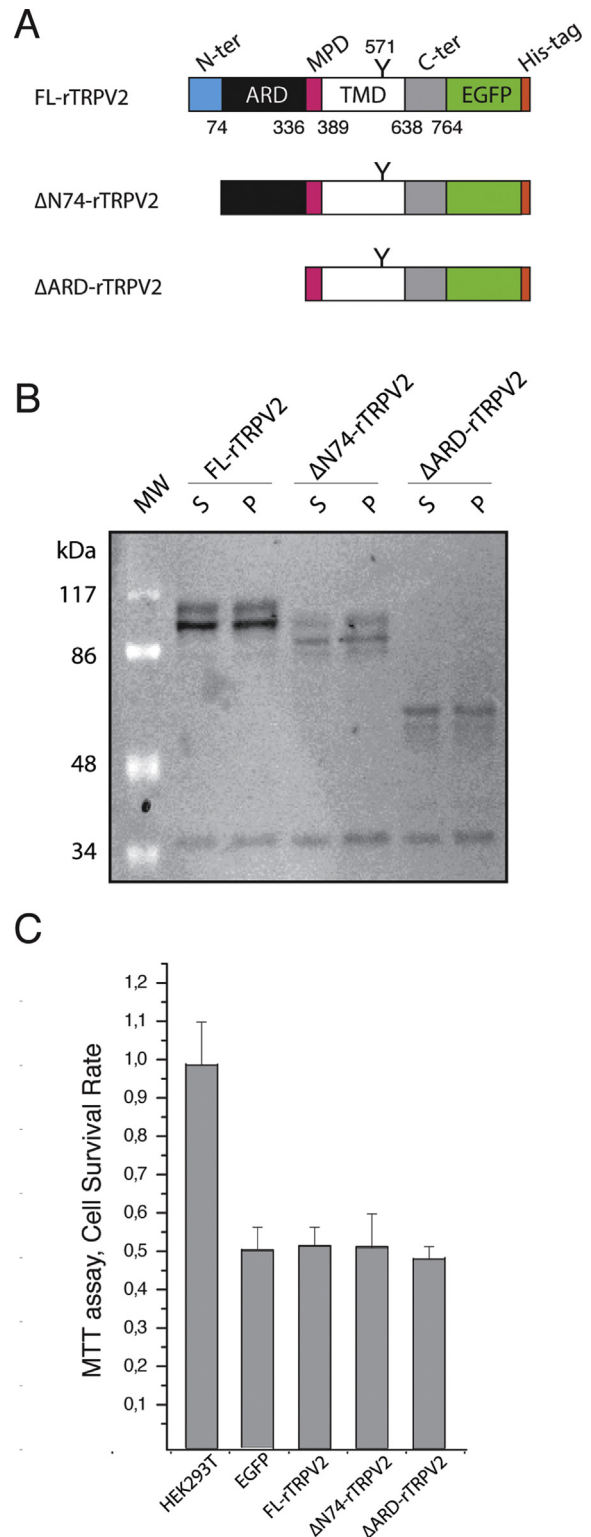 A
N-ter MPD 571 C-ter His-tag
Y
FL-rTRPV2 ARD TMD EGFP
74 336 389 638 764
Y
ΔN74-rTRPV2
Y
ΔARD-rTRPV2
B
FL-rTRPV2 ΔN74-rTRPV2 ΔARD-rTRPV2
MW S P S P S P
kDa
117
86
48
34
C
MTT assay, Cell Survival Rate
1,2
1,1
1,0
0,9
0,8
0,7
0,6
0,5
0,4
0,3
0,2
0,1
HEK293T EGFP FL-rTRPV2 ΔN74-rTRPV2 ΔARD-rTRPV2